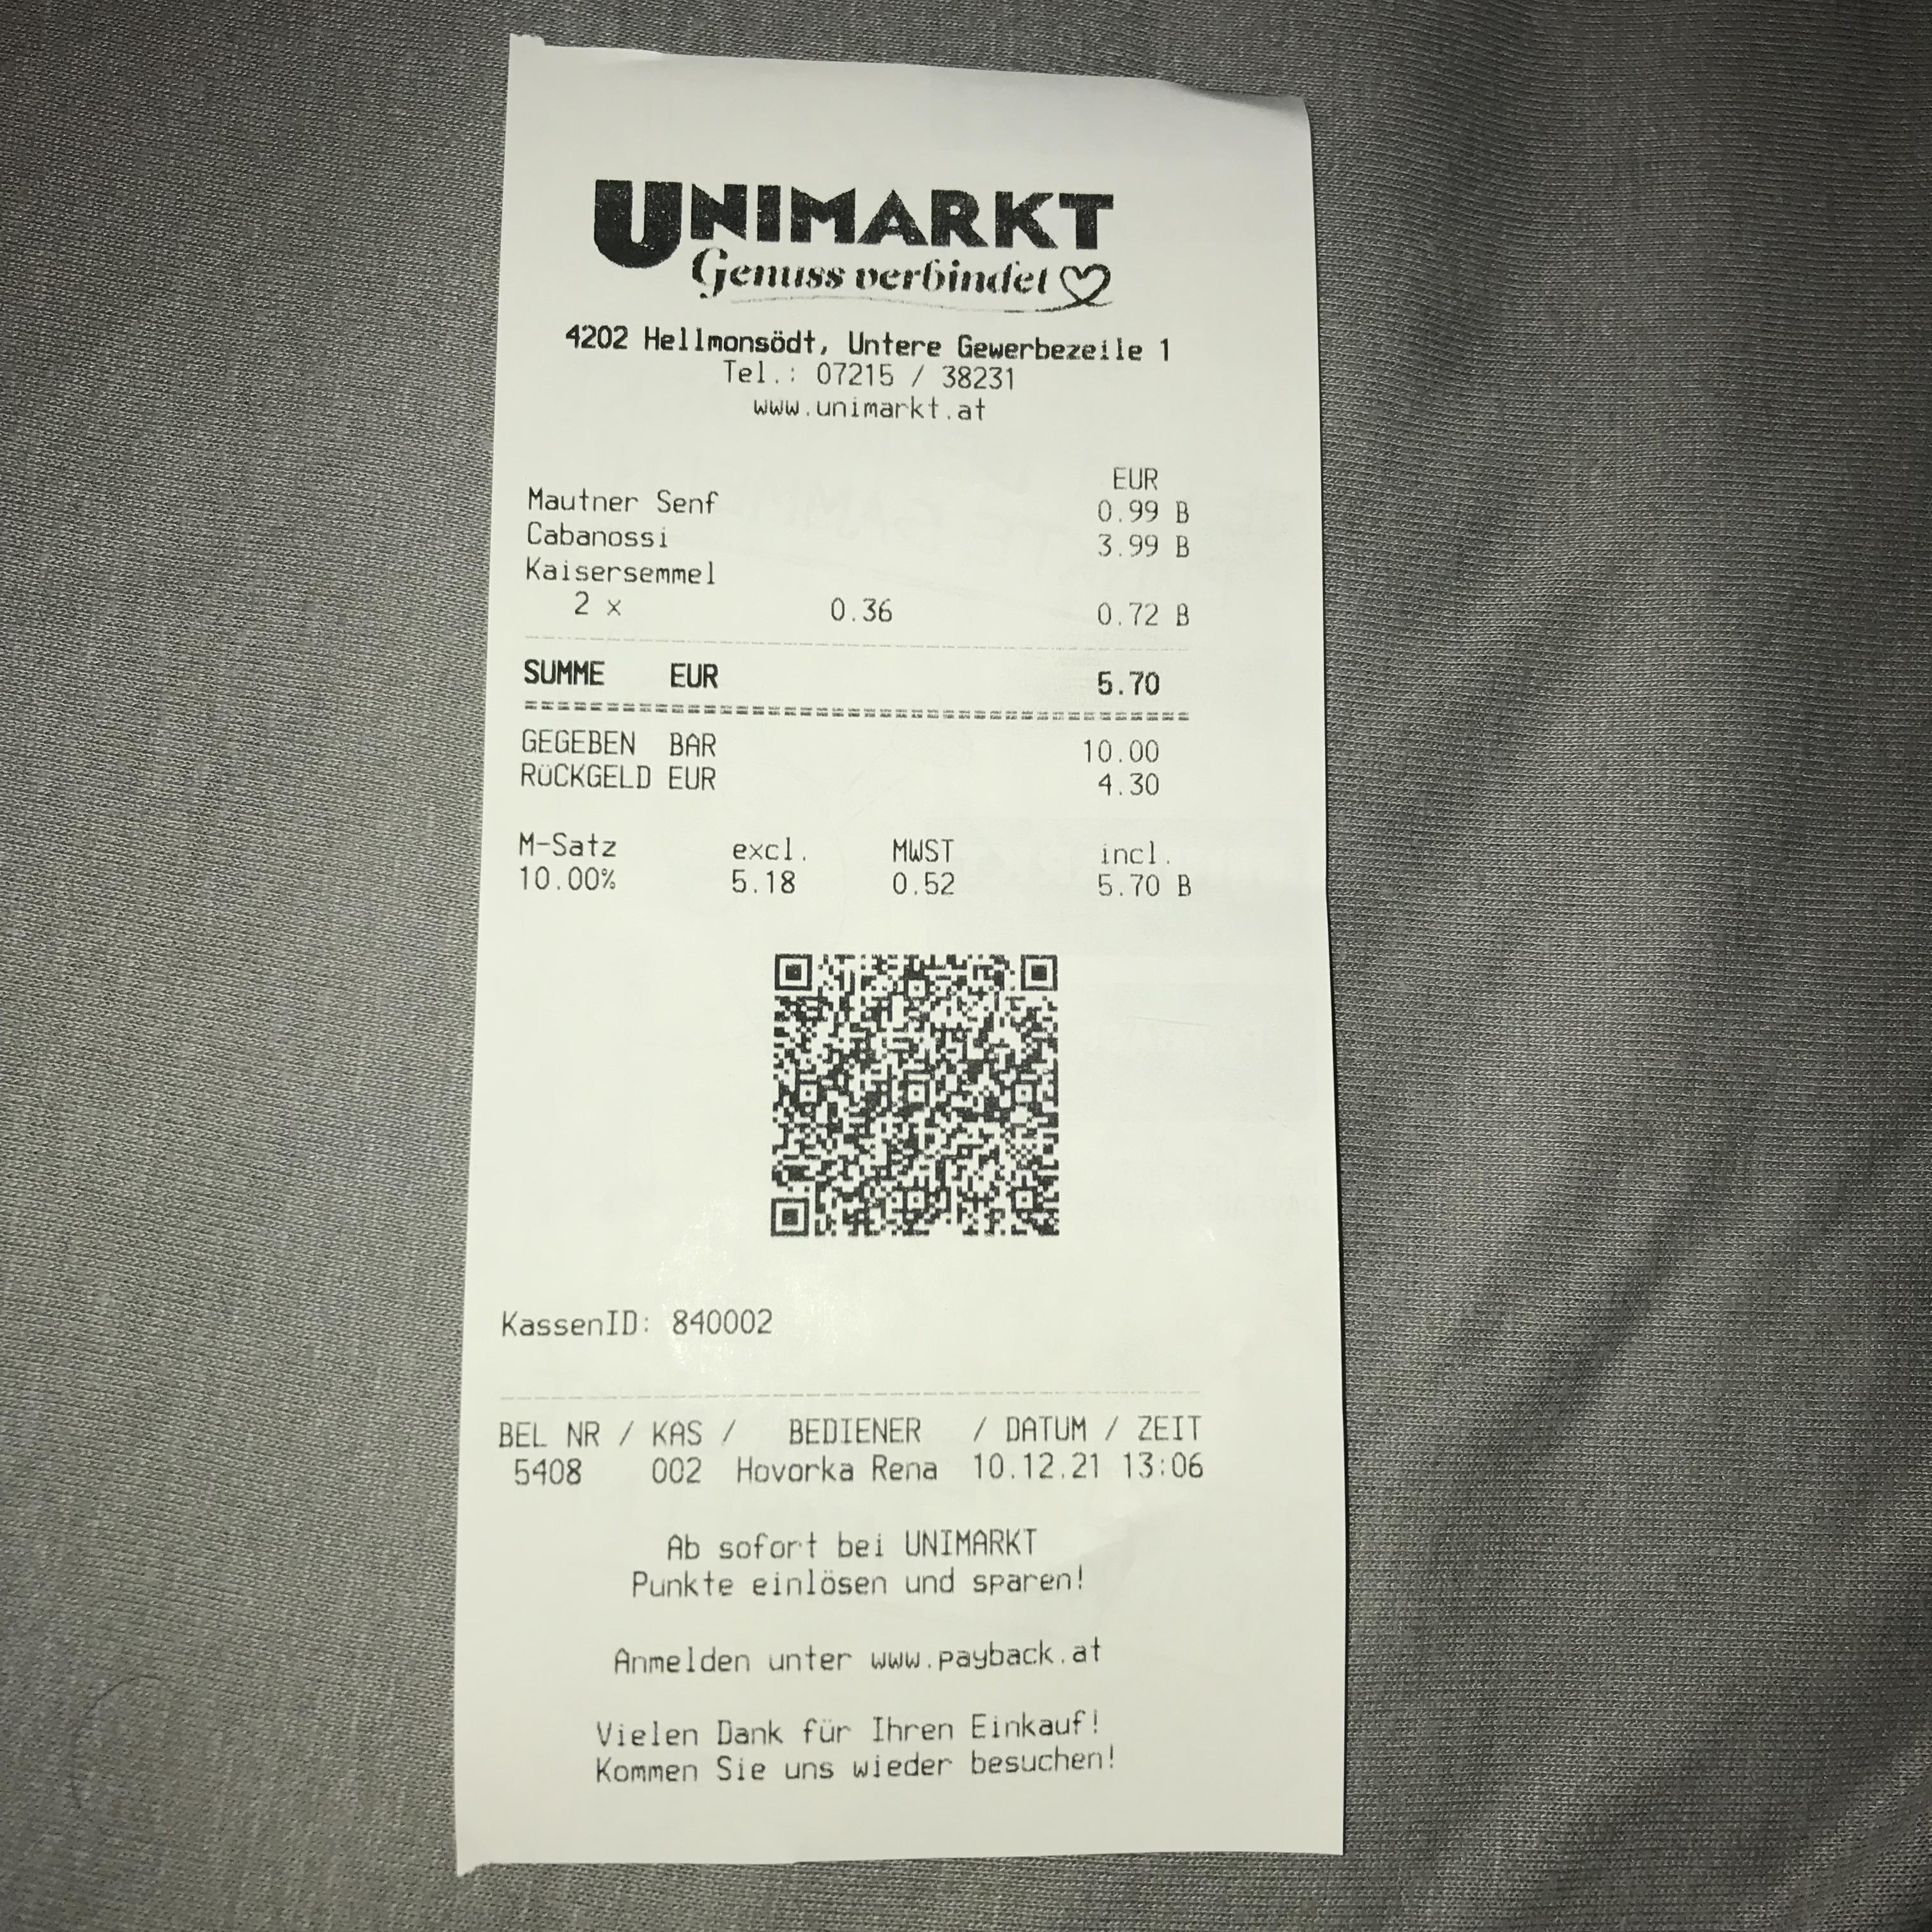 UNIMARKT
Genuss verbindet
4202 Hellmonsödt, Untere Gewerbezeile 1
Tel.: 07215 / 38231
www.unimarkt.at
EUR
Mautner Senf 0.99 B
Cabanossi 3.99 B
Kaisersemmel
2 x 0.36 0.72 B
SUMME EUR 5.70
GEGEBEN BAR 10.00
RÜCKGELD EUR 4.30
M-Satz excl. MWST incl.
10.00% 5.18 0.52 5.70 B
KassenID: 840002
BEL NR / KAS / BEDIENER / DATUM / ZEIT
5408 002 Hovorka Rena 10.12.21 13:06
Ab sofort bei UNIMARKT
Punkte einlösen und sparen!
Anmelden unter www.payback.at
Vielen Dank für Ihren Einkauf!
Kommen Sie uns wieder besuchen!